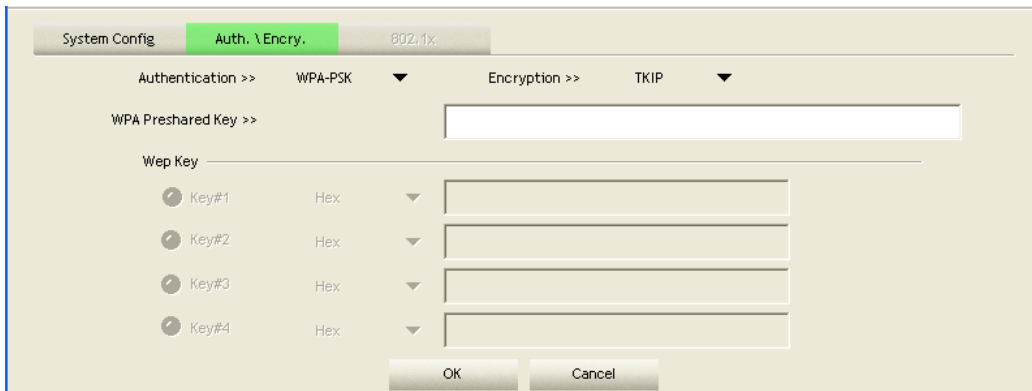 System Config Auth. \ Encry. 802.1x
Authentication >> WPA-PSK Encryption >> TKIP
WPA Preshared Key >>
Wep Key
Key#1 Hex
Key#2 Hex
Key#3 Hex
Key#4 Hex
OK Cancel